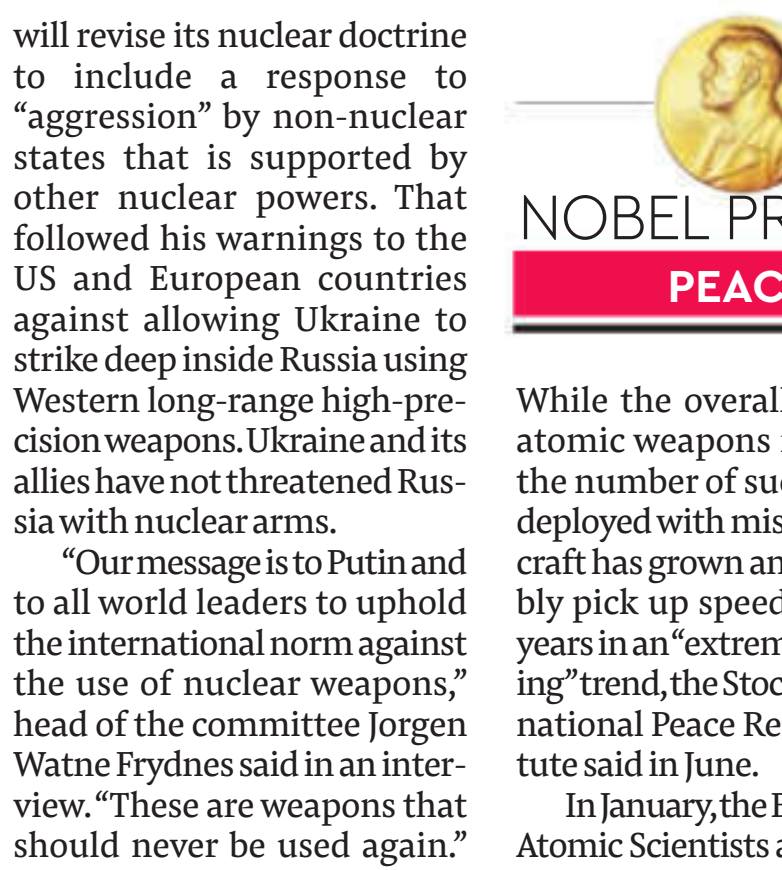 will revise its nuclear doctrine
to include a response to
“aggression” by non-nuclear
states that is supported by
other nuclear powers. That
followed his warnings to the
US and European countries
against allowing Ukraine to
strike deep inside Russia using
Western long-range high-pre-
cision weapons. Ukraine and its
allies have not threatened Rus-
sia with nuclear arms.
“Our message is to Putin and
to all world leaders to uphold
the international norm against
the use of nuclear weapons,”
head of the committee Jorgen
Watne Frydnes said in an inter-
view. “These are weapons that
should never be used again.”
NOBEL PR
PEAC
While the overall
atomic weapons
the number of suc
deployed with mis
craft has grown an
bly pick up speed
years in an “extrem
ing” trend, the Stoc
national Peace Re
tute said in June.
In January, the B
Atomic Scientists a